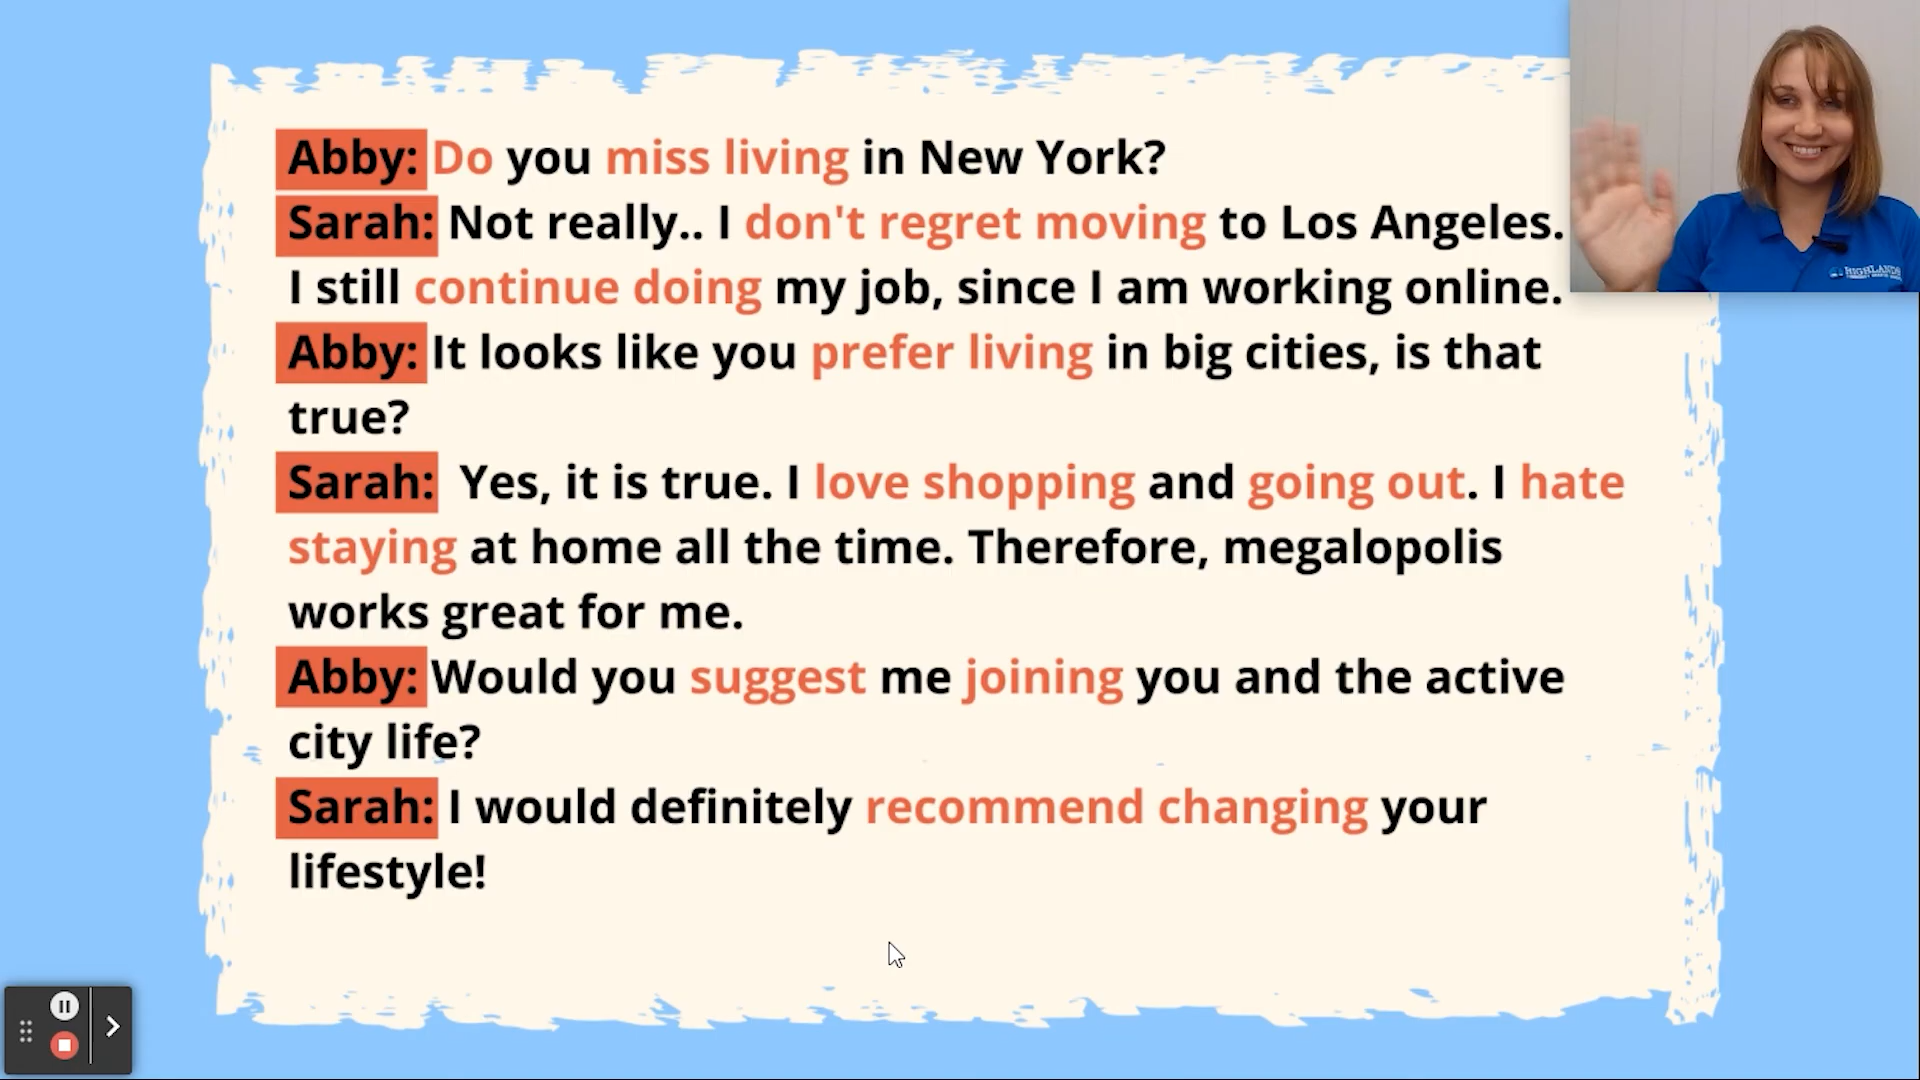 Abby: Do you miss living in New York?
Sarah: Not really.. I don't regret moving to Los Angeles.
I still continue doing my job, since I am working online.
Abby: It looks like you prefer living in big cities, is that
true?
Sarah: Yes, it is true. I love shopping and going out. I hate
staying at home all the time. Therefore, megalopolis
works great for me.
Abby: Would you suggest me joining you and the active
city life?
Sarah: I would definitely recommend changing your
lifestyle!
HIGHLANDS